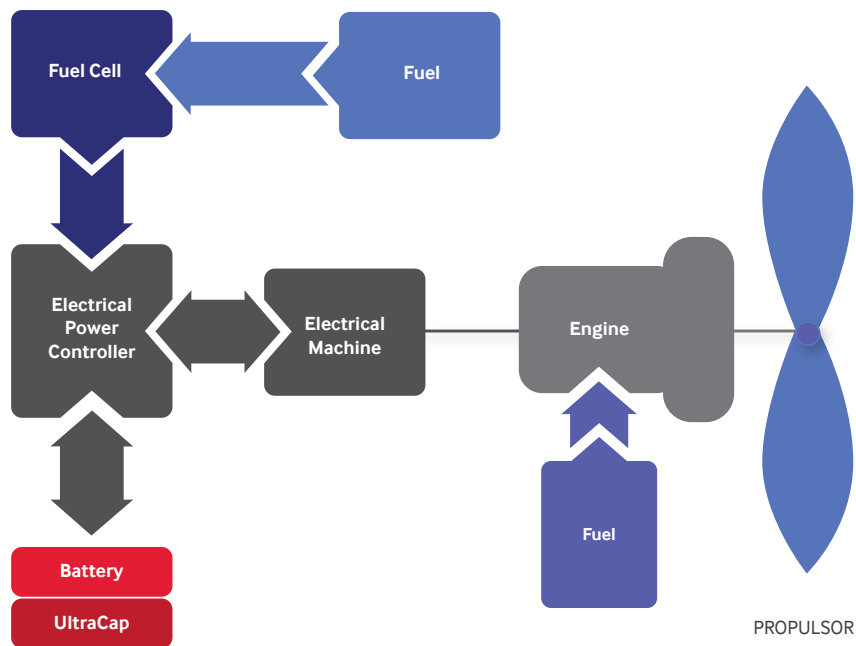 Fuel Cell
Fuel
Electrical
Power
Controller
Electrical
Machine
Engine
Fuel
Battery
UltraCap
PROPULSOR